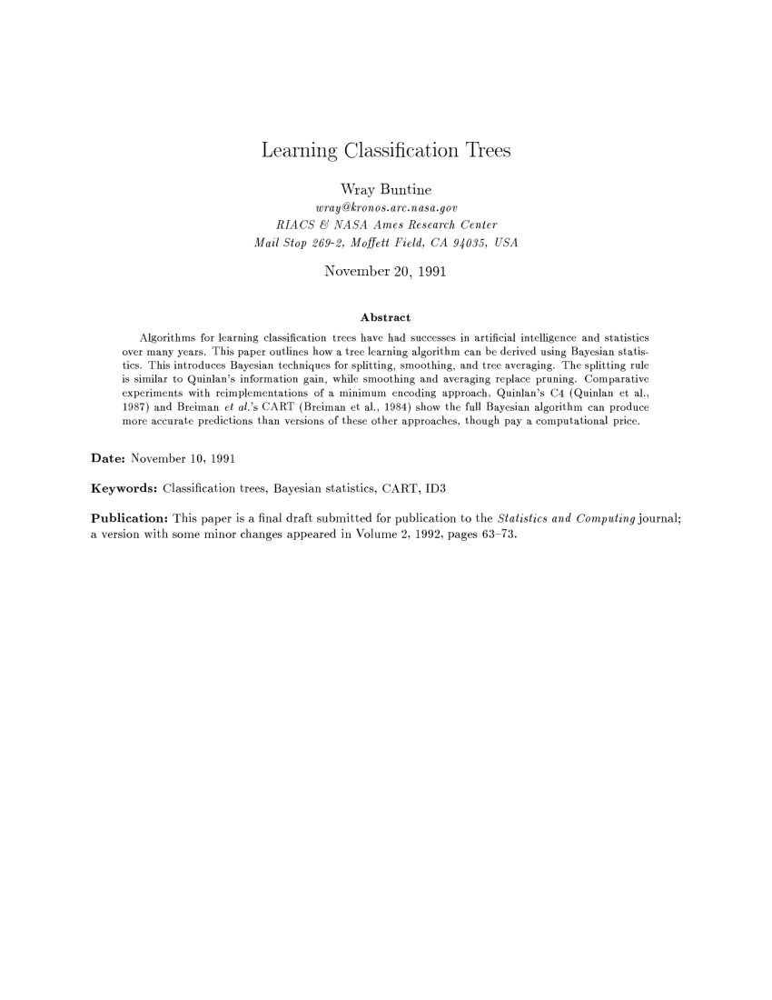 Learning Classification Trees
Wray Buntine
wray@kronos.arc.nasa.gov
RIACS & NASA Ames Research Center
Mail Stop 269-2, Moffett Field, CA 94035, USA
November 20, 1991
Abstract
Algorithms for learning classification trees have had successes in artificial intelligence and statistics
over many years. This paper outlines how a tree learning algorithm can be derived using Bayesian statis-
tics. This introduces Bayesian techniques for splitting, smoothing, and tree averaging. The splitting rule
is similar to Quinlan's information gain, while smoothing and averaging replace pruning. Comparative
experiments with reimplementations of a minimum encoding approach, Quinlan's C4 (Quinlan et al.,
1987) and Breiman et al.'s CART (Breiman et al., 1984) show the full Bayesian algorithm can produce
more accurate predictions than versions of these other approaches, though pay a computational price.
Date: November 10, 1991
Keywords: Classification trees, Bayesian statistics, CART, ID3
Publication: This paper is a final draft submitted for publication to the Statistics and Computing journal;
a version with some minor changes appeared in Volume 2, 1992, pages 63–73.